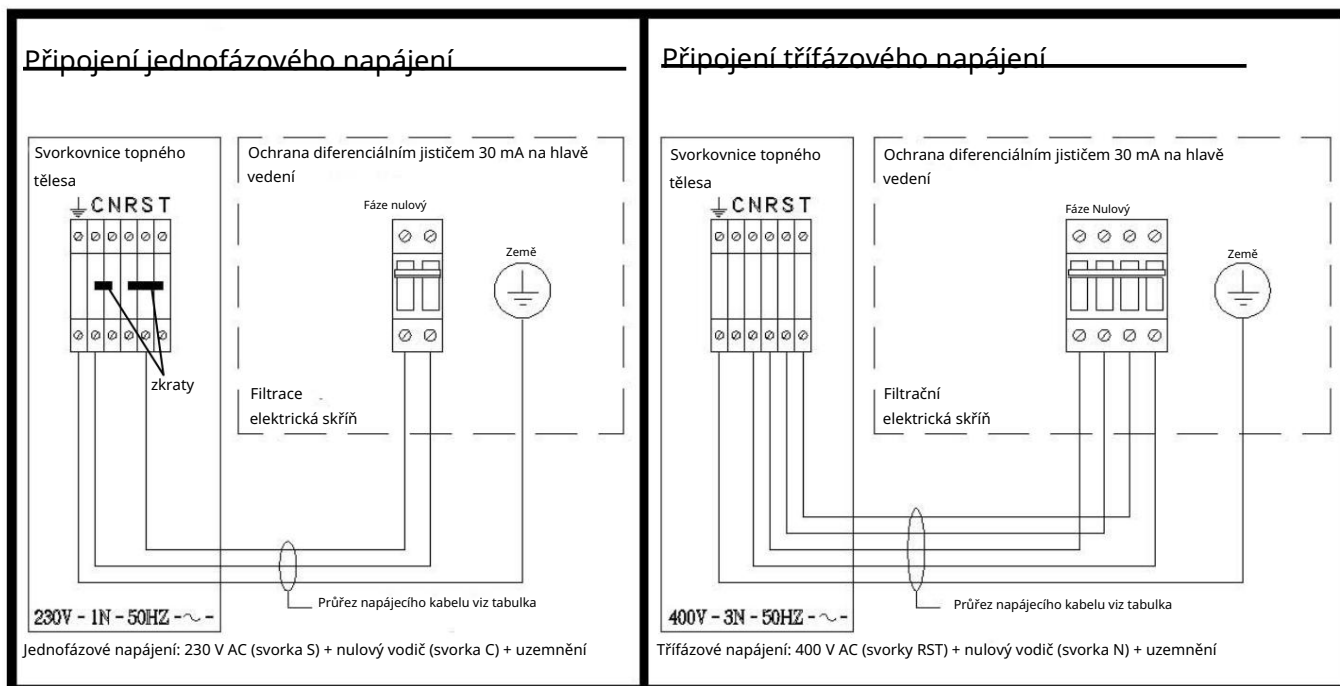 Připojení jednofázového napájení
Svorkovnice topného
tělesa
⏚ C N R S T
zkraty
230V - 1N - 50HZ - ~ -
Ochrana diferenciálním jističem 30 mA na hlavě
vedení
Fáze nulový
Země
Filtrace
elektrická skříň
Průřez napájecího kabelu viz tabulka
Jednofázové napájení: 230 V AC (svorka S) + nulový vodič (svorka C) + uzemnění
Připojení třífázového napájení
Svorkovnice topného
tělesa
⏚ C N R S T
400V - 3N - 50HZ - ~ -
Ochrana diferenciálním jističem 30 mA na hlavě
vedení
Fáze Nulový
Země
Filtrační
elektrická skříň
Průřez napájecího kabelu viz tabulka
Třífázové napájení: 400 V AC (svorky RST) + nulový vodič (svorka N) + uzemnění